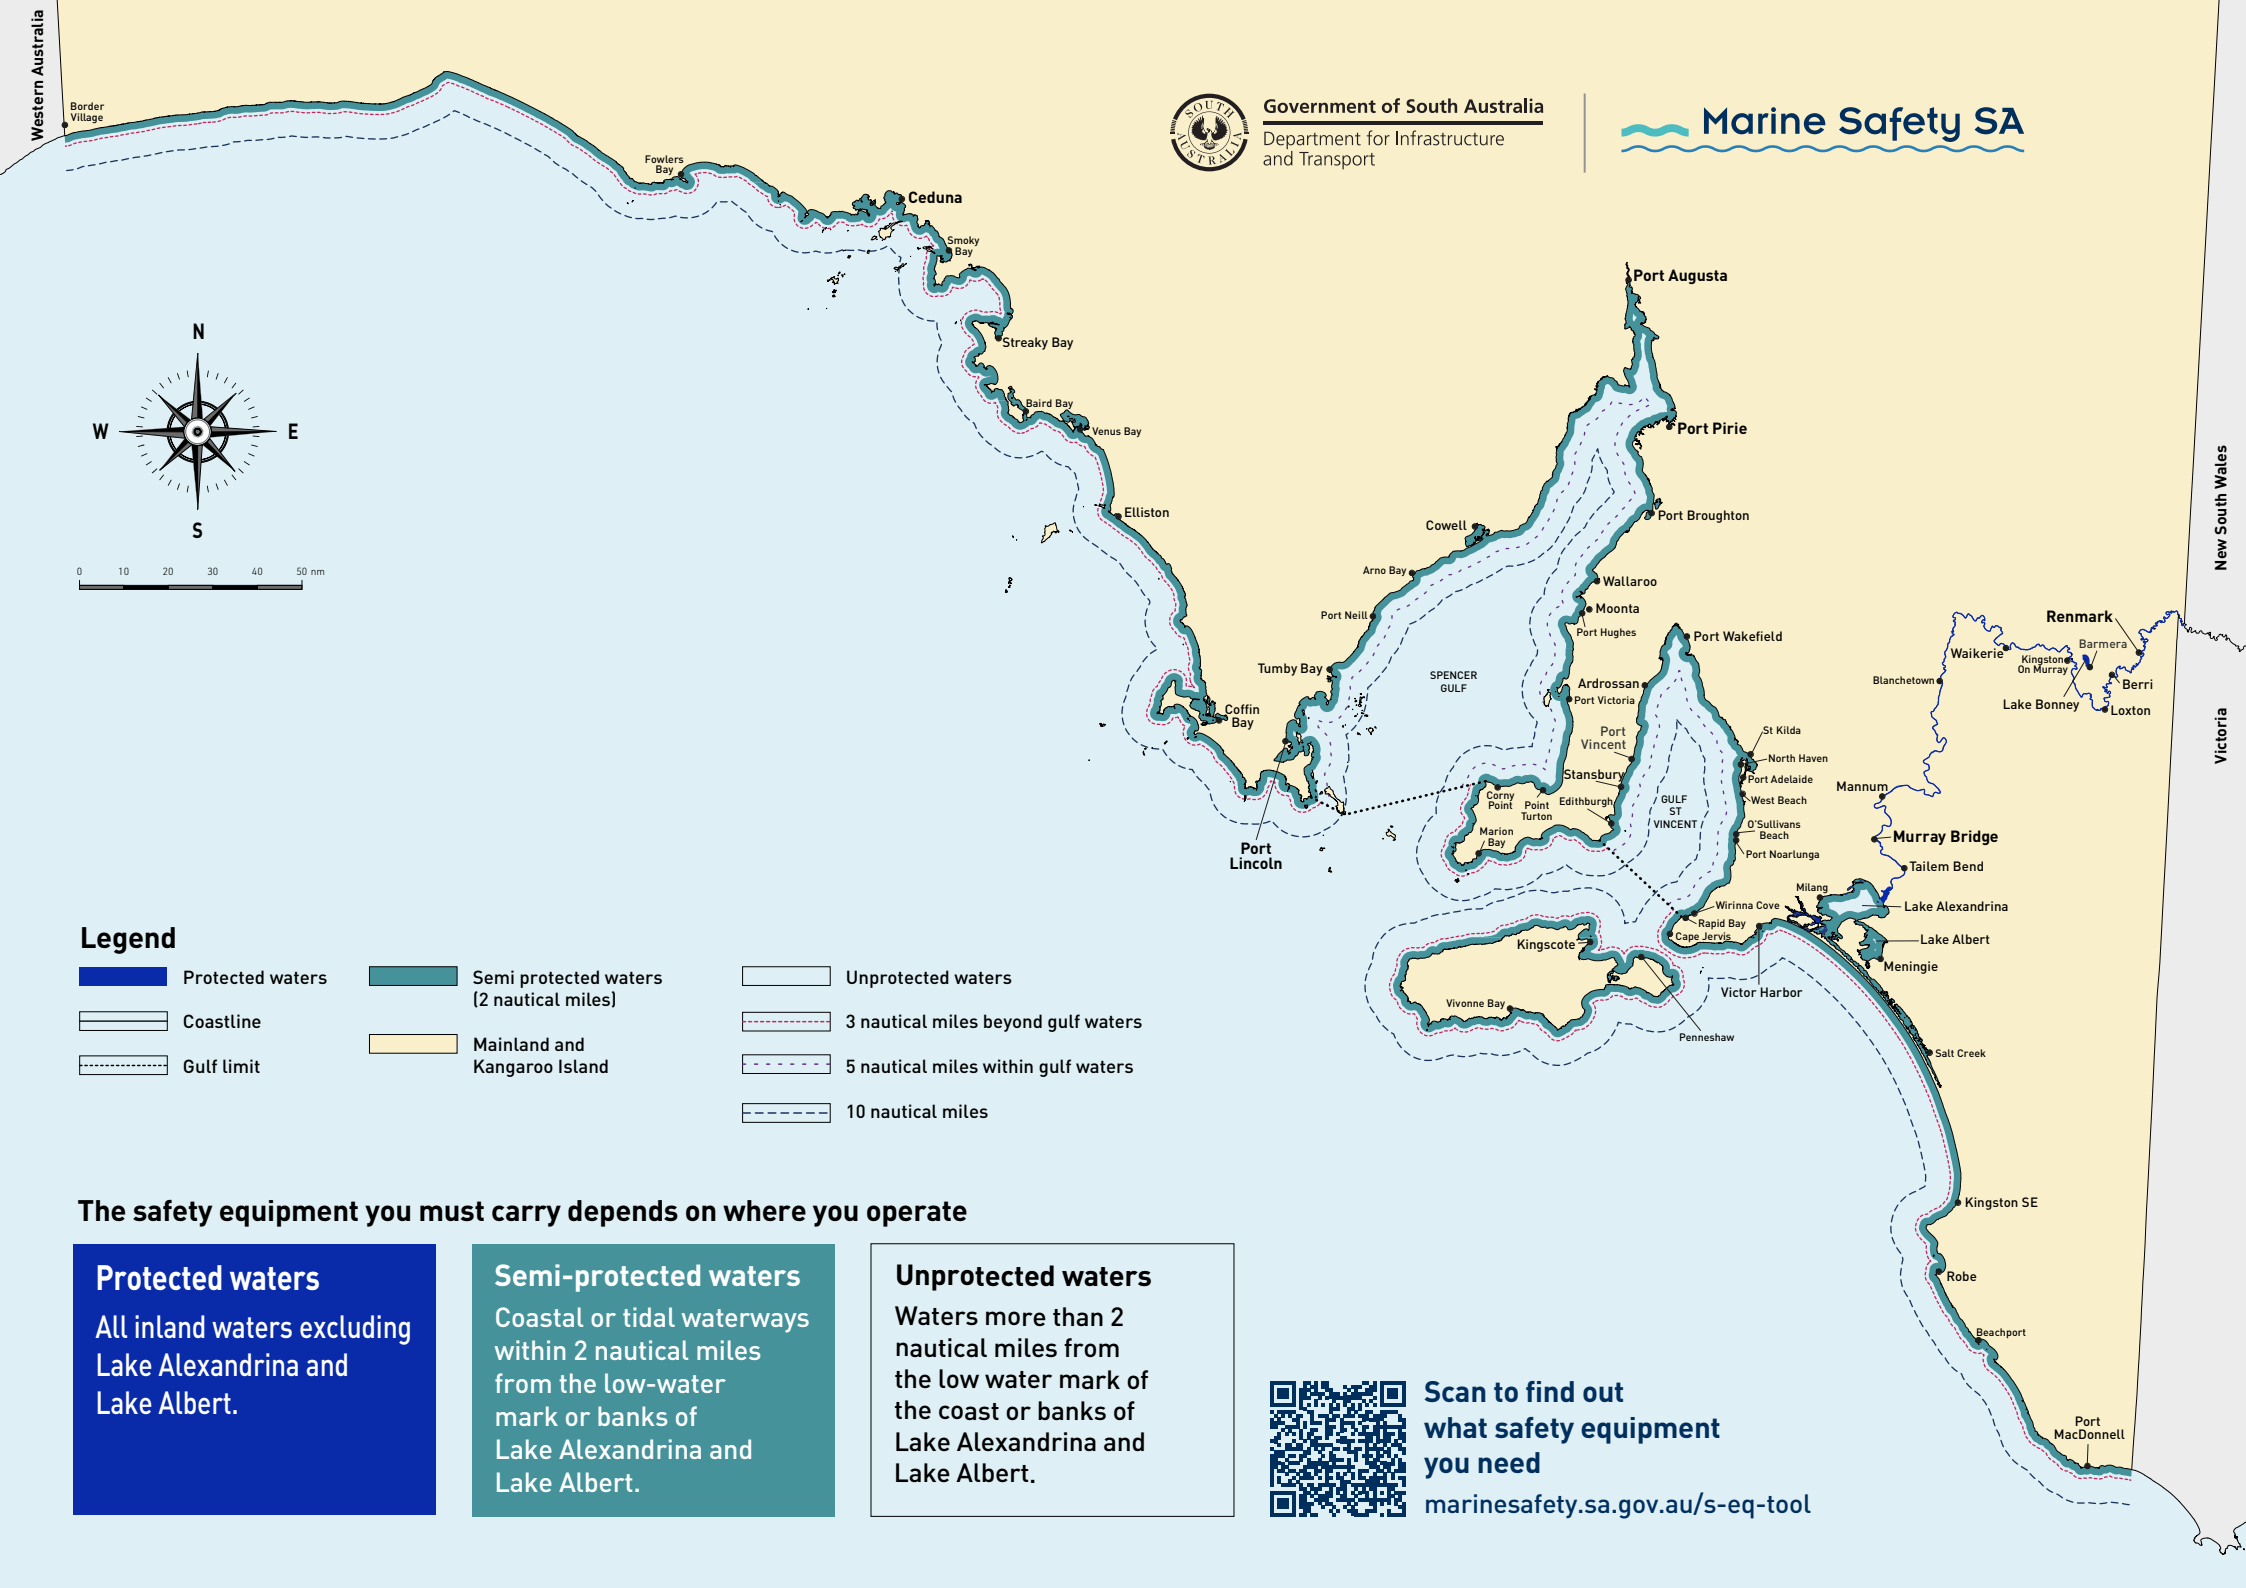 Western Australia
Border
Village
Fowlers
Bay
Ceduna
Smoky
Bay
Streaky Bay
Baird Bay
Venus Bay
Elliston
Coffin
Bay
SOUTH AUSTRALIA
Government of South Australia
Department for Infrastructure
and Transport
Marine Safety SA
N
W
E
S
0 10 20 30 40 50 nm
Port Augusta
Port Pirie
Port Broughton
Cowell
Arno Bay
Wallaroo
Moonta
Port Neill
Port Hughes
Port Wakefield
Tumby Bay
SPENCER
GULF
Ardrossan
Port Victoria
Port
Vincent
Stansbury
Edithburgh
Corny
Point
Point
Turton
Marion
Bay
Port
Lincoln
GULF
ST
VINCENT
St Kilda
North Haven
Port Adelaide
West Beach
O'Sullivans
Beach
Port Noarlunga
Wirinna Cove
Rapid Bay
Cape Jervis
Kingscote
Vivonne Bay
Penneshaw
Victor Harbor
New South Wales
Victoria
Renmark
Barmera
Waikerie
Kingston
On Murray
Blanchetown
Berri
Lake Bonney
Loxton
Mannum
Murray Bridge
Tailem Bend
Milang
Lake Alexandrina
Lake Albert
Meningie
Salt Creek
Kingston SE
Robe
Beachport
Port
MacDonnell
Legend
Protected waters
Coastline
Gulf limit
Semi protected waters
(2 nautical miles)
Mainland and
Kangaroo Island
Unprotected waters
3 nautical miles beyond gulf waters
5 nautical miles within gulf waters
10 nautical miles
The safety equipment you must carry depends on where you operate
Protected waters
All inland waters excluding
Lake Alexandrina and
Lake Albert.
Semi-protected waters
Coastal or tidal waterways
within 2 nautical miles
from the low-water
mark or banks of
Lake Alexandrina and
Lake Albert.
Unprotected waters
Waters more than 2
nautical miles from
the low water mark of
the coast or banks of
Lake Alexandrina and
Lake Albert.
Scan to find out
what safety equipment
you need
marinesafety.sa.gov.au/s-eq-tool